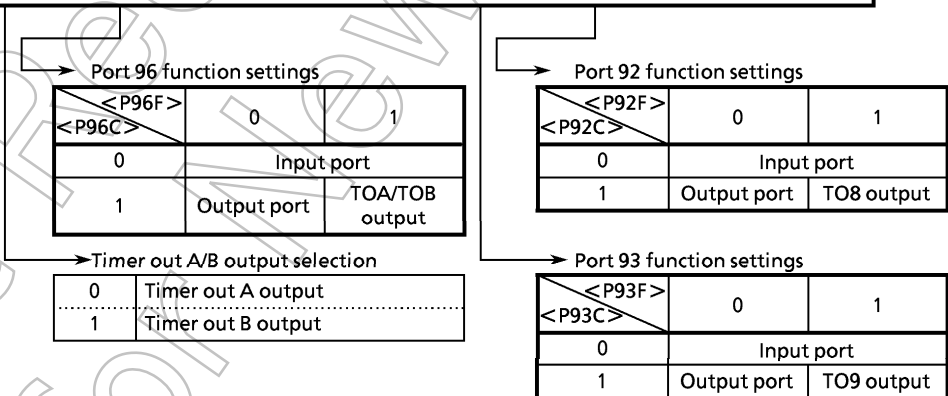 Port 96 function settings
<P96F>
<P96C>
0 1
0 Input port
1 Output port TOA/TOB output
Timer out A/B output selection
0 Timer out A output
1 Timer out B output
Port 92 function settings
<P92F>
<P92C>
0 1
0 Input port
1 Output port TO8 output
Port 93 function settings
<P93F>
<P93C>
0 1
0 Input port
1 Output port TO9 output